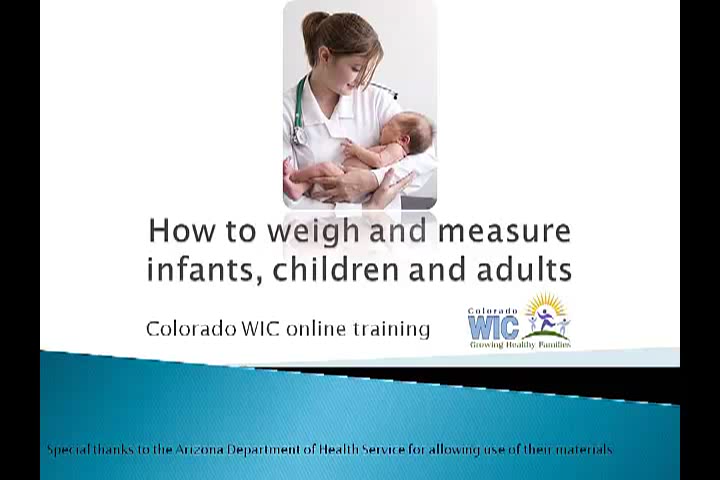 How to weigh and measure
infants, children and adults
Colorado WIC online training
Colorado
WIC
Growing Healthy Families
Special thanks to the Arizona Department of Health Service for allowing use of their materials